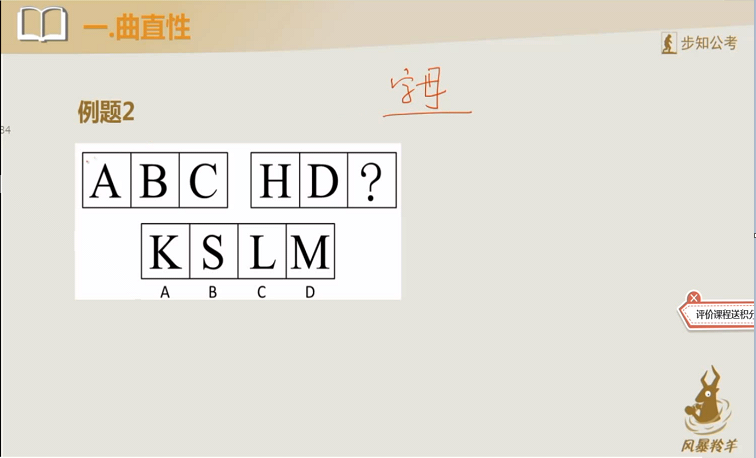 一.曲直性
步知公考
字母
例题2
34
A B C H D ?
K S L M
A B C D
评价课程送积分
风暴羚羊